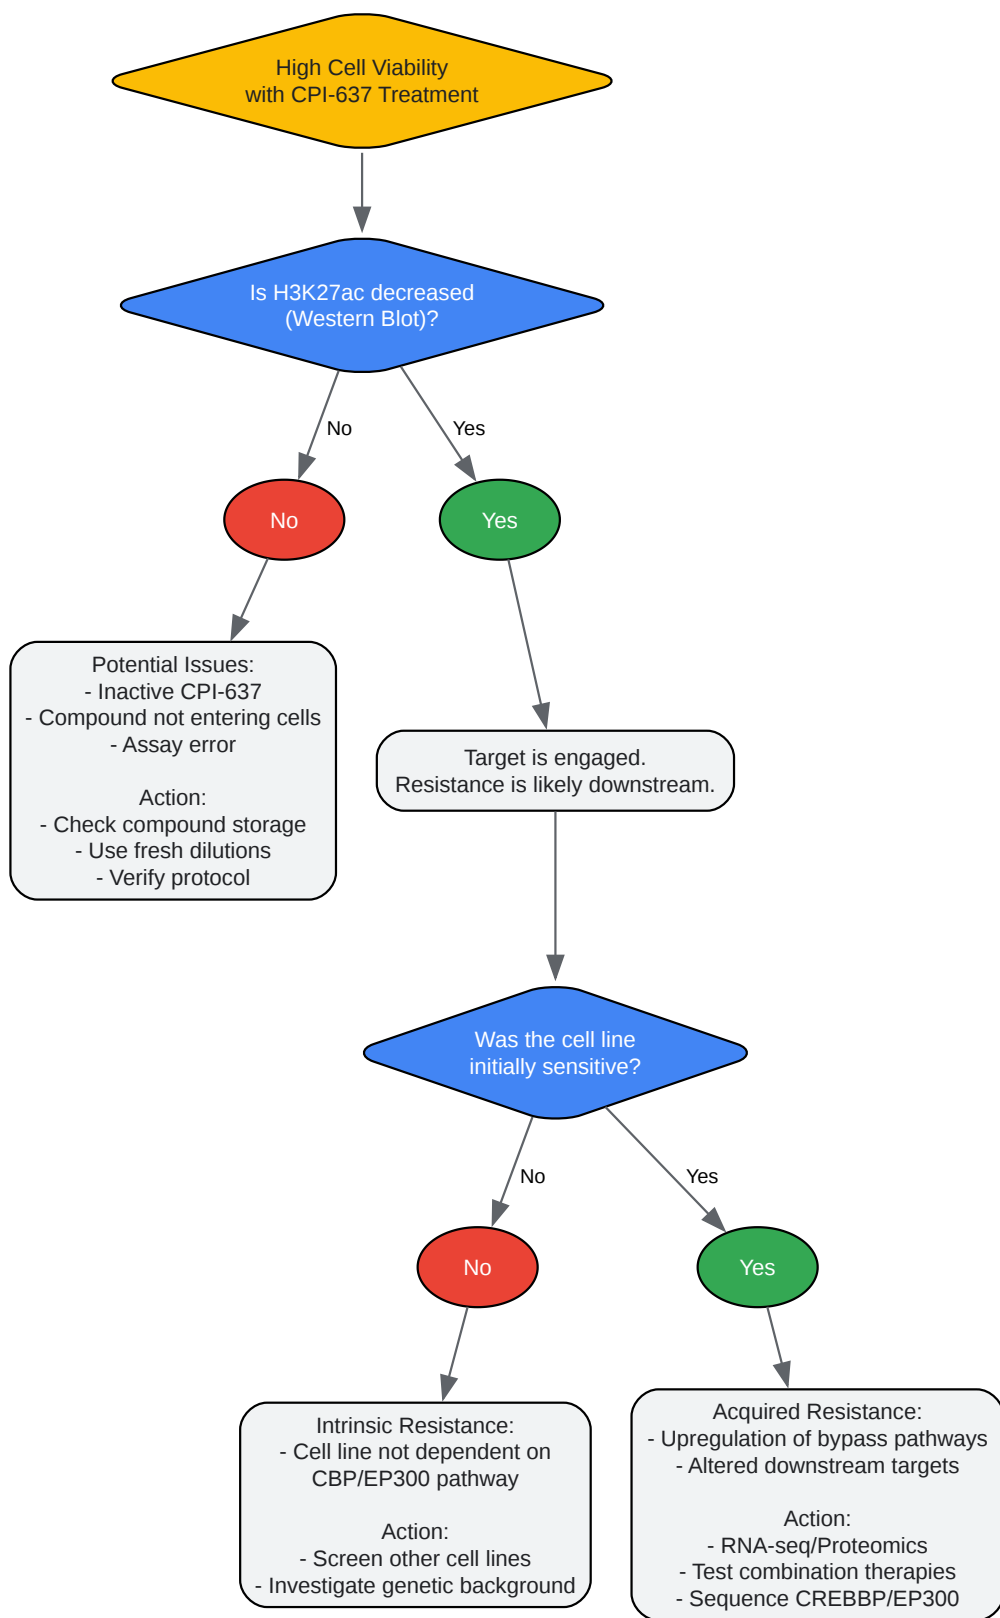 High Cell Viability
with CPI-637 Treatment
Is H3K27ac decreased
(Western Blot)?
No
Yes
No
Yes
Potential Issues:
- Inactive CPI-637
- Compound not entering cells
- Assay error
Action:
- Check compound storage
- Use fresh dilutions
- Verify protocol
Target is engaged.
Resistance is likely downstream.
Was the cell line
initially sensitive?
No
Yes
No
Yes
Intrinsic Resistance:
- Cell line not dependent on
CBP/EP300 pathway
Action:
- Screen other cell lines
- Investigate genetic background
Acquired Resistance:
- Upregulation of bypass pathways
- Altered downstream targets
Action:
- RNA-seq/Proteomics
- Test combination therapies
- Sequence CREBBP/EP300